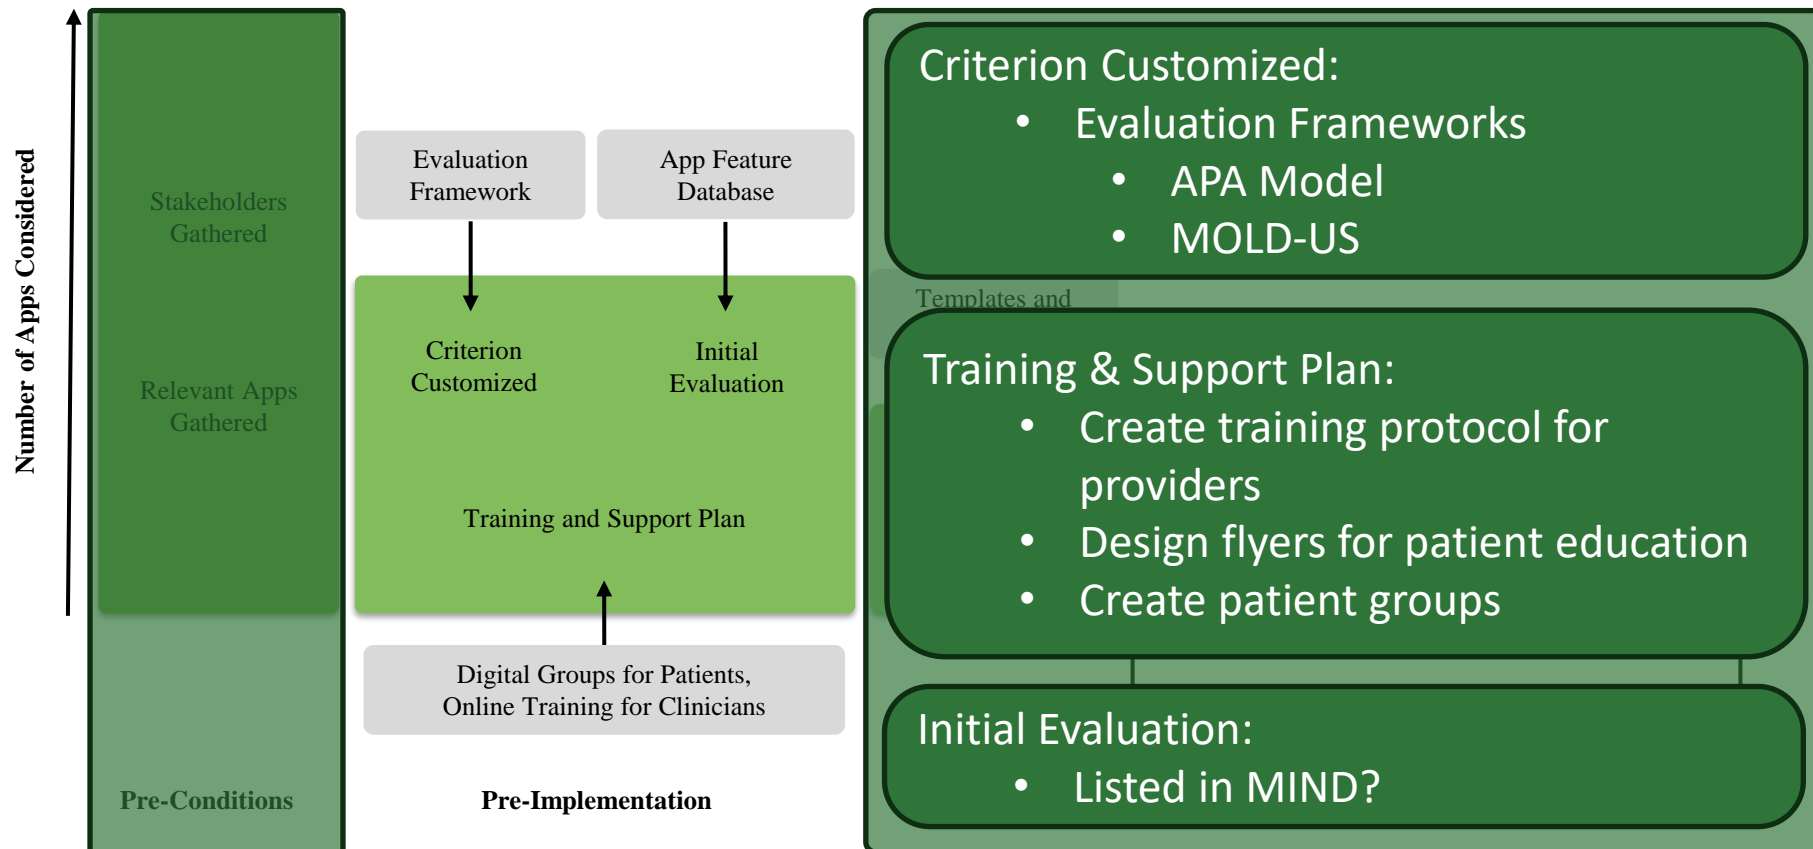 Number of Apps Considered
Stakeholders
Gathered
Relevant Apps
Gathered
Pre-Conditions
Evaluation
Framework
App Feature
Database
Criterion
Customized
Initial
Evaluation
Training and Support Plan
Digital Groups for Patients,
Online Training for Clinicians
Pre-Implementation
Criterion Customized:
• Evaluation Frameworks
• APA Model
• MOLD-US
Templates and
Training & Support Plan:
• Create training protocol for
providers
• Design flyers for patient education
• Create patient groups
Initial Evaluation:
• Listed in MIND?